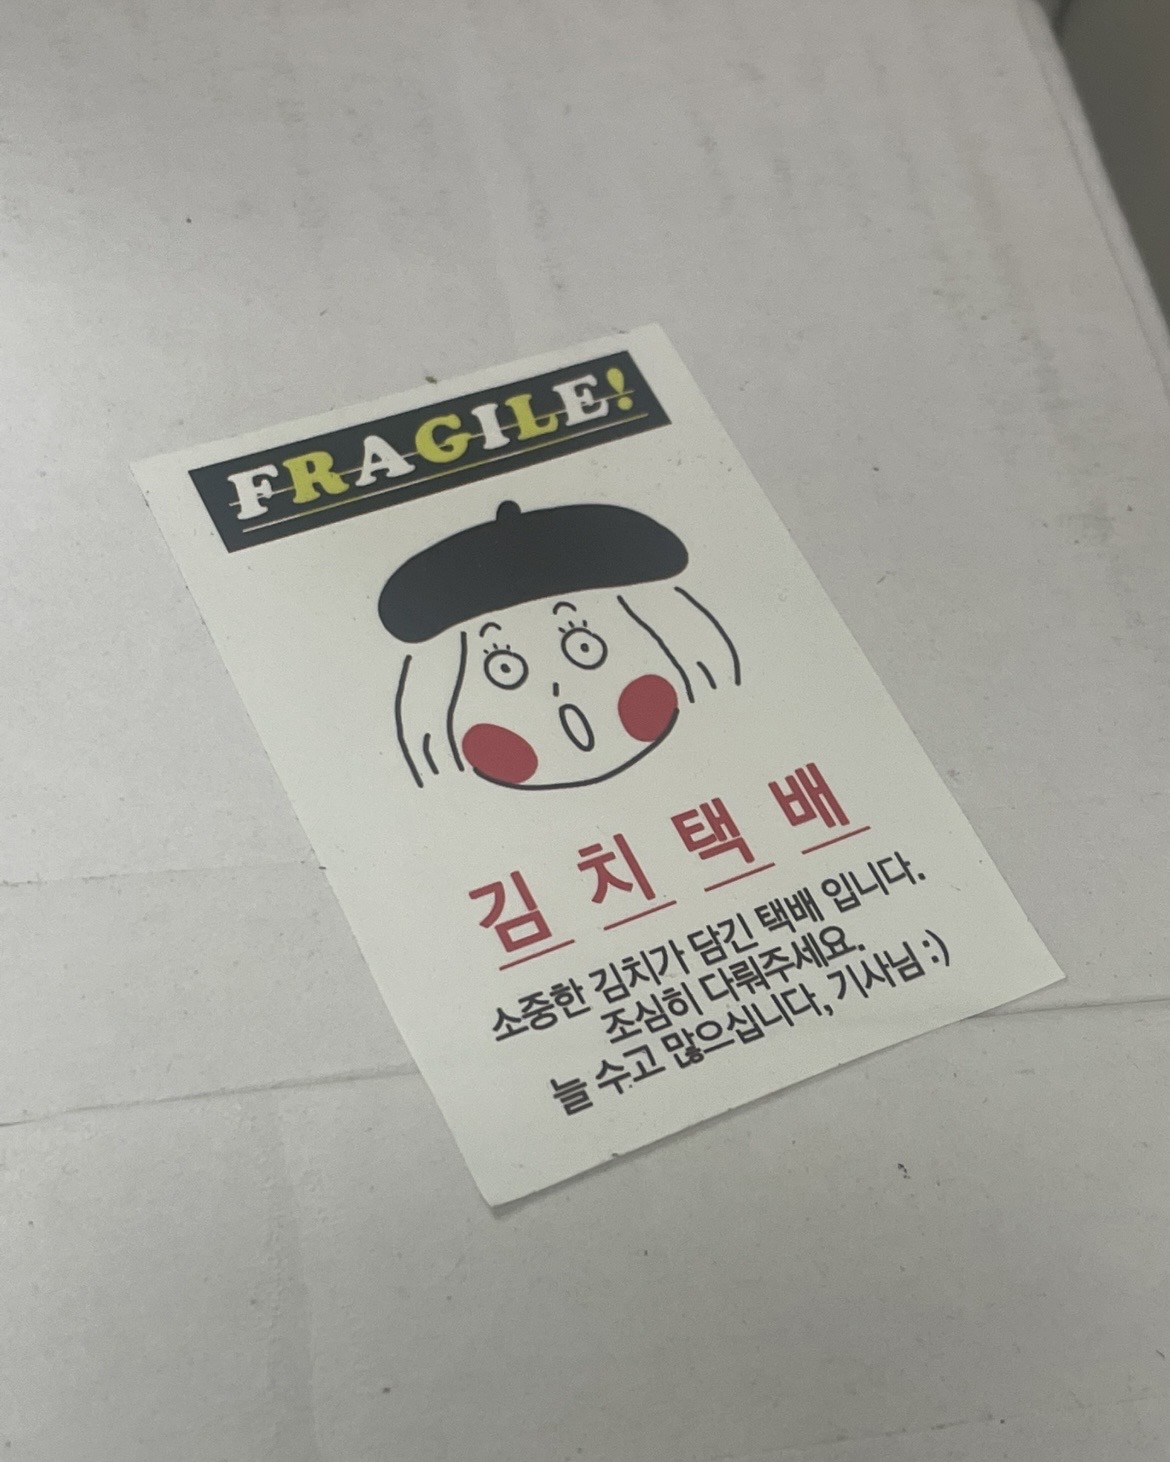 FRAGILE!
김치택배
소중한 김치가 담긴 택배 입니다.
조심히 다뤄주세요.
늘 수고 많으십니다, 기사님 :)